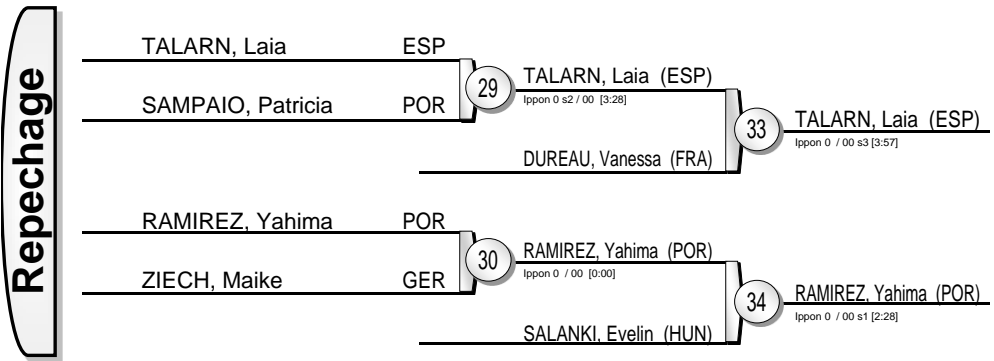 Repechage
TALARN, Laia ESP
SAMPAIO, Patricia POR
29
TALARN, Laia (ESP)
Ippon 0 s2 / 00 [3:28]
DUREAU, Vanessa (FRA)
33
TALARN, Laia (ESP)
Ippon 0 / 00 s3 [3:57]
RAMIREZ, Yahima POR
ZIECH, Maike GER
30
RAMIREZ, Yahima (POR)
Ippon 0 / 00 [0:00]
SALANKI, Evelin (HUN)
34
RAMIREZ, Yahima (POR)
Ippon 0 / 00 s1 [2:28]